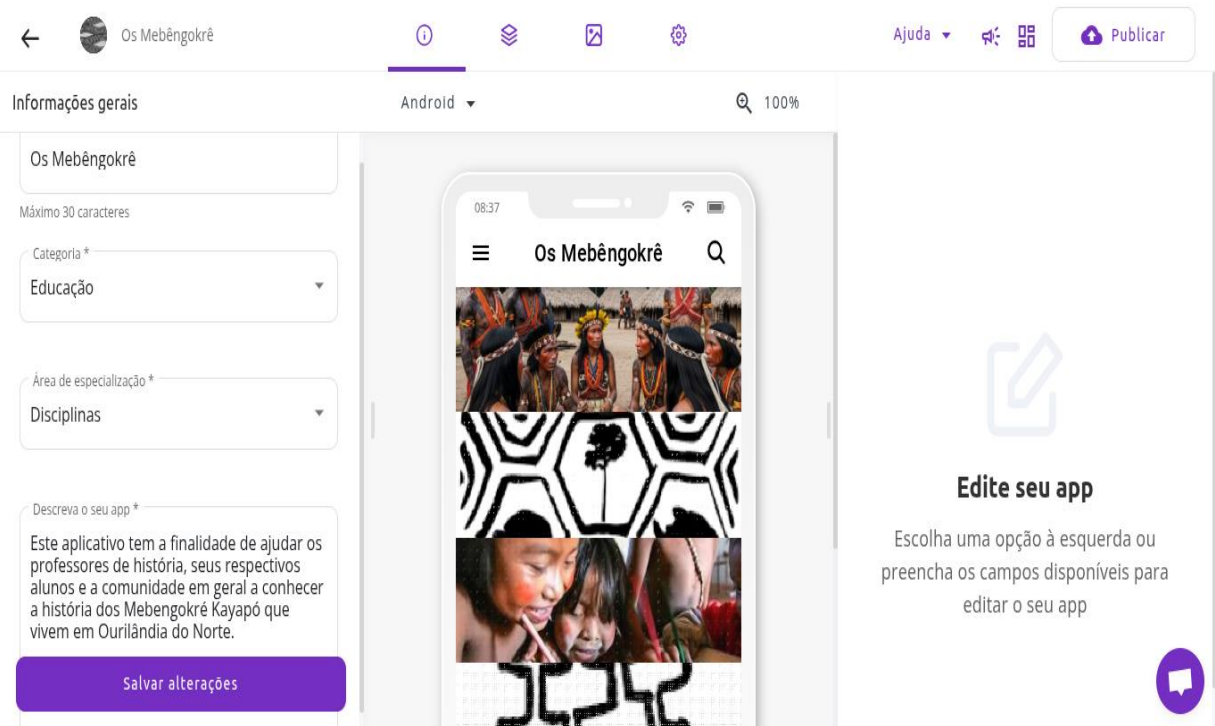 Os Mebêngokrê
Ajuda
Publicar
Informações gerais
Android
100%
Os Mebêngokrê
Máximo 30 caracteres
Categoria *
Educação
Área de especialização *
Disciplinas
Descreva o seu app *
Este aplicativo tem a finalidade de ajudar os
professores de história, seus respectivos
alunos e a comunidade em geral a conhecer
a história dos Mebengokré Kayapó que
vivem em Ourilândia do Norte.
Salvar alterações
08:37
Os Mebêngokrê
Edite seu app
Escolha uma opção à esquerda ou
preencha os campos disponíveis para
editar o seu app